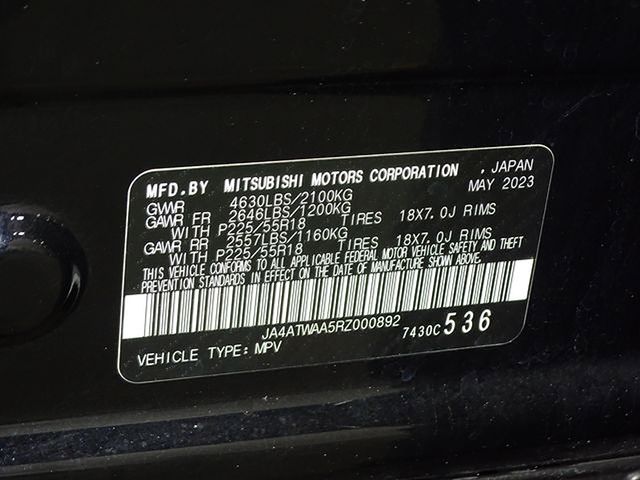 MFD.BY MITSUBISHI MOTORS CORPORATION , JAPAN
MAY 2023
GVWR 4630LBS/2100KG
GAWR FR 2646LBS/1200KG
WITH P225/55R18 TIRES 18X7.0J RIMS
GAWR RR 2557LBS/1160KG
WITH P225/55R18 TIRES 18X7.0J RIMS
THIS VEHICLE CONFORMS TO ALL APPLICABLE FEDERAL MOTOR VEHICLE SAFETY AND THEFT
PREVENTION STANDARDS IN EFFECT ON THE DATE OF MANUFACTURE SHOWN ABOVE.
JA4ATWAA5RZ000892 7430C 536
VEHICLE TYPE: MPV